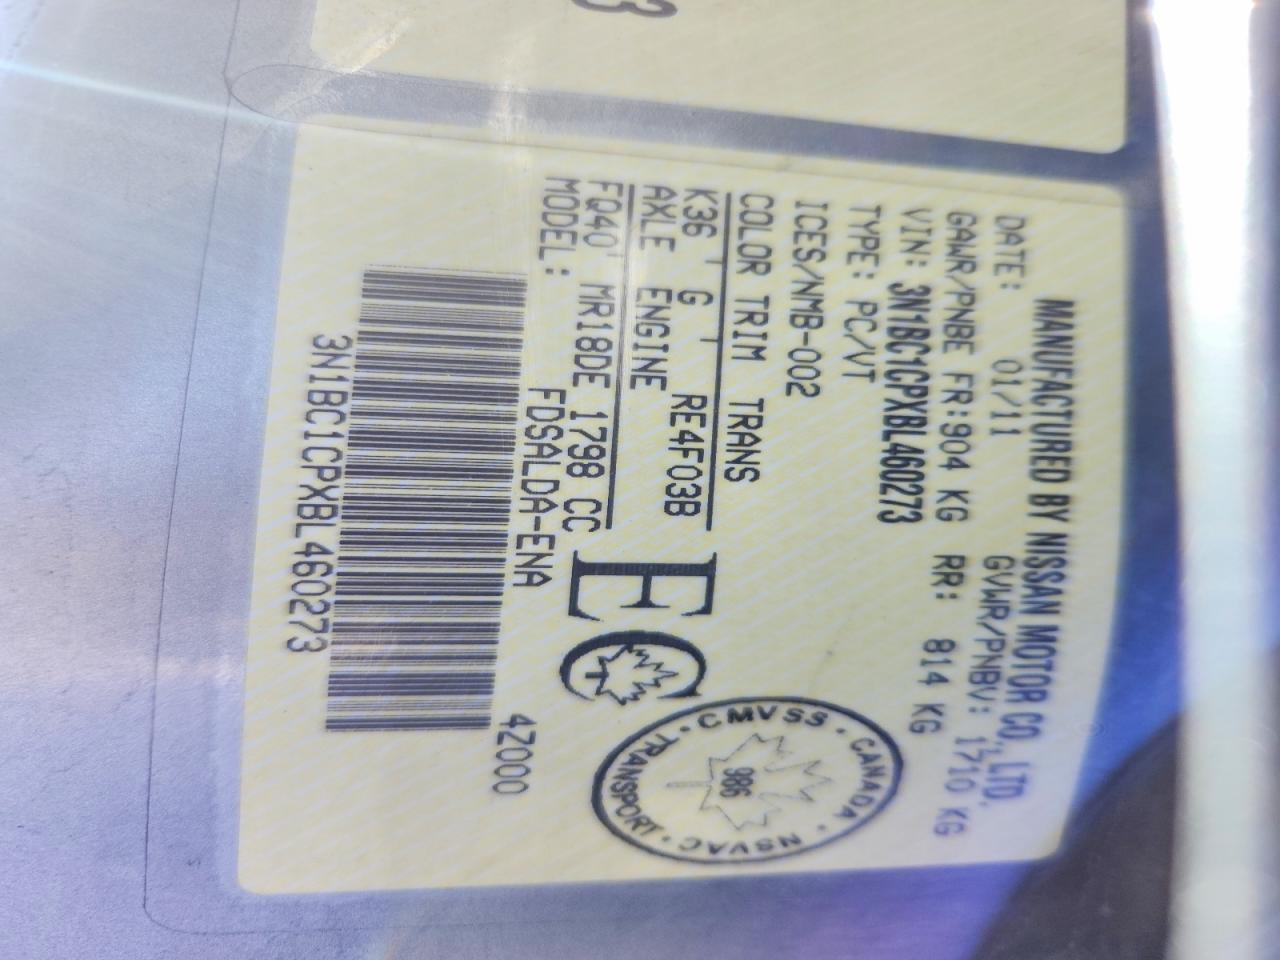 3
MANUFACTURED BY NISSAN MOTOR CO., LTD.
DATE: 01/11 GVWR/PNBV: 1710 KG
GAWR/PNBE FR:904 KG RR: 814 KG
VIN: 3N1BC1CPXBL460273
TYPE: PC/VT
ICES/NMB-002
COLOR TRIM TRANS
K36 G RE4F03B
AXLE ENGINE
FQ40 MR18DE 1798 CC
MODEL: FDSALDA-ENA
E C
CMVSS · CANADA · NSVAC · TRANSPORT ·
986
4Z000
3N1BC1CPXBL460273